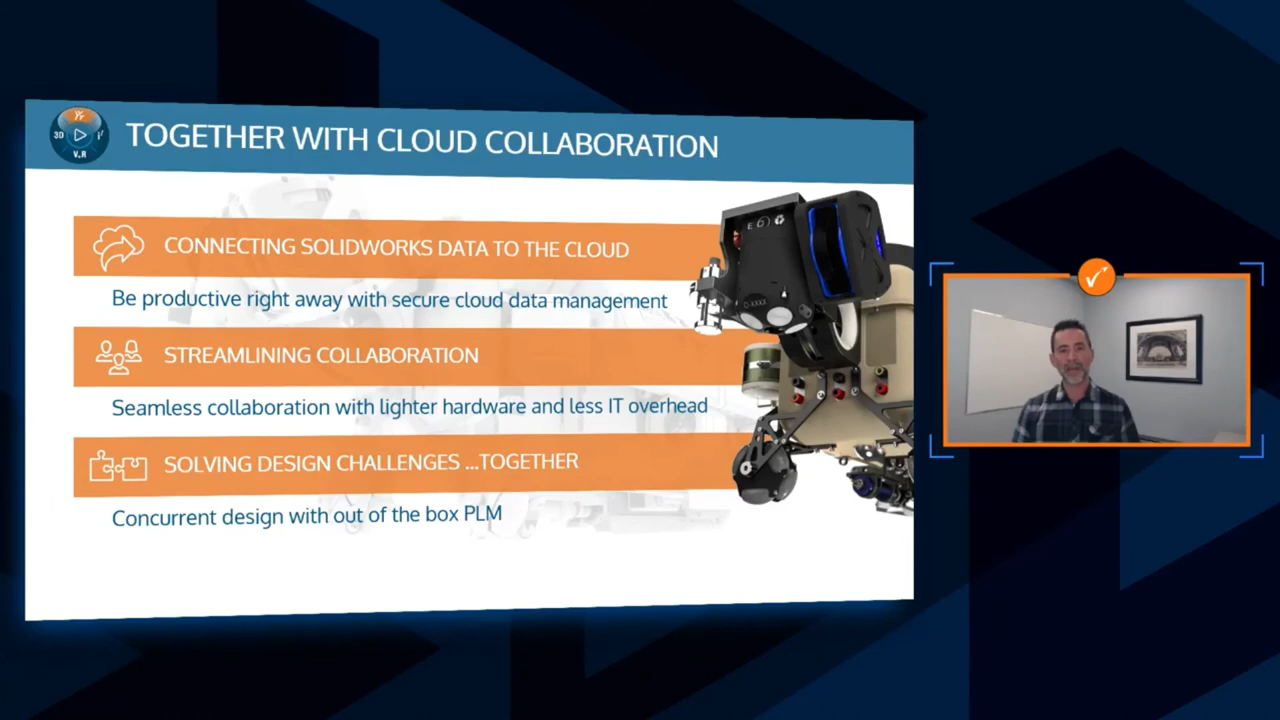 3D
V.R
TOGETHER WITH CLOUD COLLABORATION
CONNECTING SOLIDWORKS DATA TO THE CLOUD
Be productive right away with secure cloud data management
STREAMLINING COLLABORATION
Seamless collaboration with lighter hardware and less IT overhead
SOLVING DESIGN CHALLENGES ...TOGETHER
Concurrent design with out of the box PLM